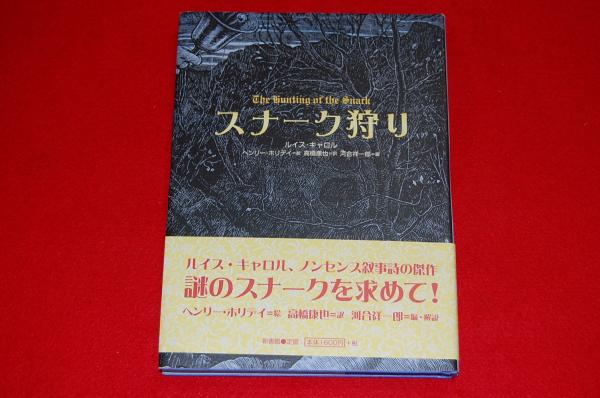 The Hunting of the Snark
スナーク狩り
ルイス・キャロル
ヘンリー・ホリデイ=絵 高橋康也=訳 河合祥一郎=編
ルイス・キャロル、ノンセンス叙事詩の傑作
謎のスナークを求めて!
ヘンリー・ホリデイ=絵 高橋康也=訳 河合祥一郎=編・解説
新書館●定価:本体1600円+税